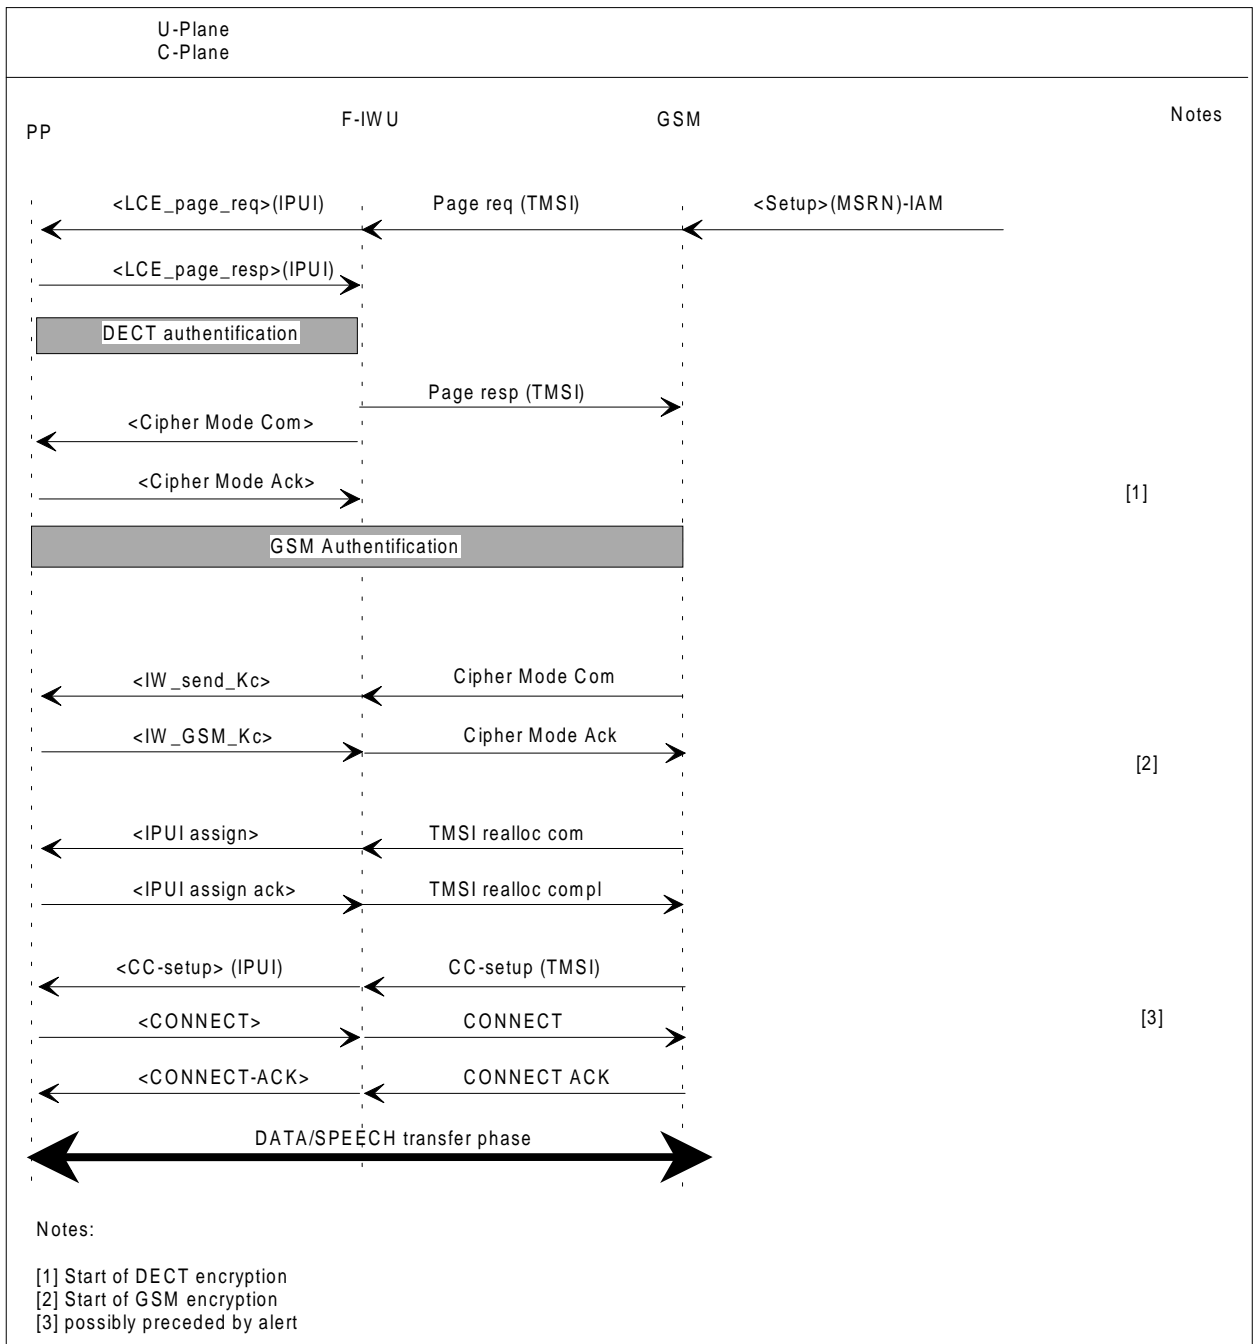 U-Plane
C-Plane
PP F-IWU GSM Notes
<LCE_page_req>(IPUI) Page req (TMSI) <Setup>(MSRN)-IAM
<LCE_page_resp>(IPUI)
DECT authentification
Page resp (TMSI)
<Cipher Mode Com>
<Cipher Mode Ack> [1]
GSM Authentification
<IW_send_Kc> Cipher Mode Com
<IW_GSM_Kc> Cipher Mode Ack
[2]
<IPUI assign> TMSI realloc com
<IPUI assign ack> TMSI realloc compl
<CC-setup> (IPUI) CC-setup (TMSI)
<CONNECT> CONNECT [3]
<CONNECT-ACK> CONNECT ACK
DATA/SPEECH transfer phase
Notes:
[1] Start of DECT encryption
[2] Start of GSM encryption
[3] possibly preceded by alert